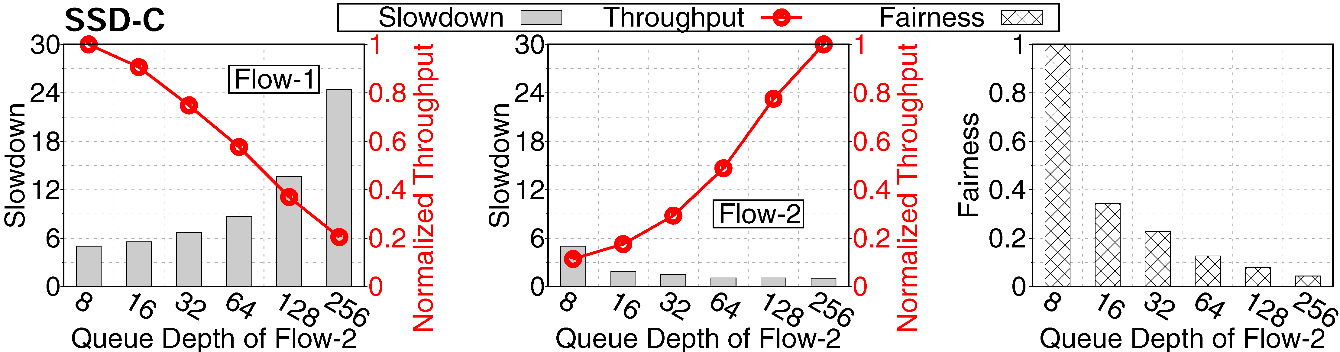 SSD-C
Slowdown Throughput Fairness
30
24
18
12
6
0
Slowdown
Flow-1
1
0.8
0.6
0.4
0.2
0
Normalized Throughput
8 16 32 64 128 256
Queue Depth of Flow-2
30
24
18
12
6
0
Slowdown
Flow-2
1
0.8
0.6
0.4
0.2
0
Normalized Throughput
8 16 32 64 128 256
Queue Depth of Flow-2
1
0.8
0.6
0.4
0.2
0
Fairness
8 16 32 64 128 256
Queue Depth of Flow-2